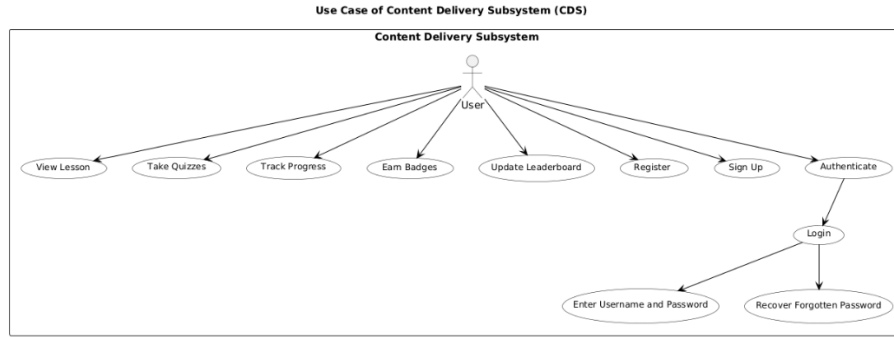 Use Case of Content Delivery Subsystem (CDS)
Content Delivery Subsystem
User
View Lesson
Take Quizzes
Track Progress
Earn Badges
Update Leaderboard
Register
Sign Up
Authenticate
Login
Enter Username and Password
Recover Forgotten Password